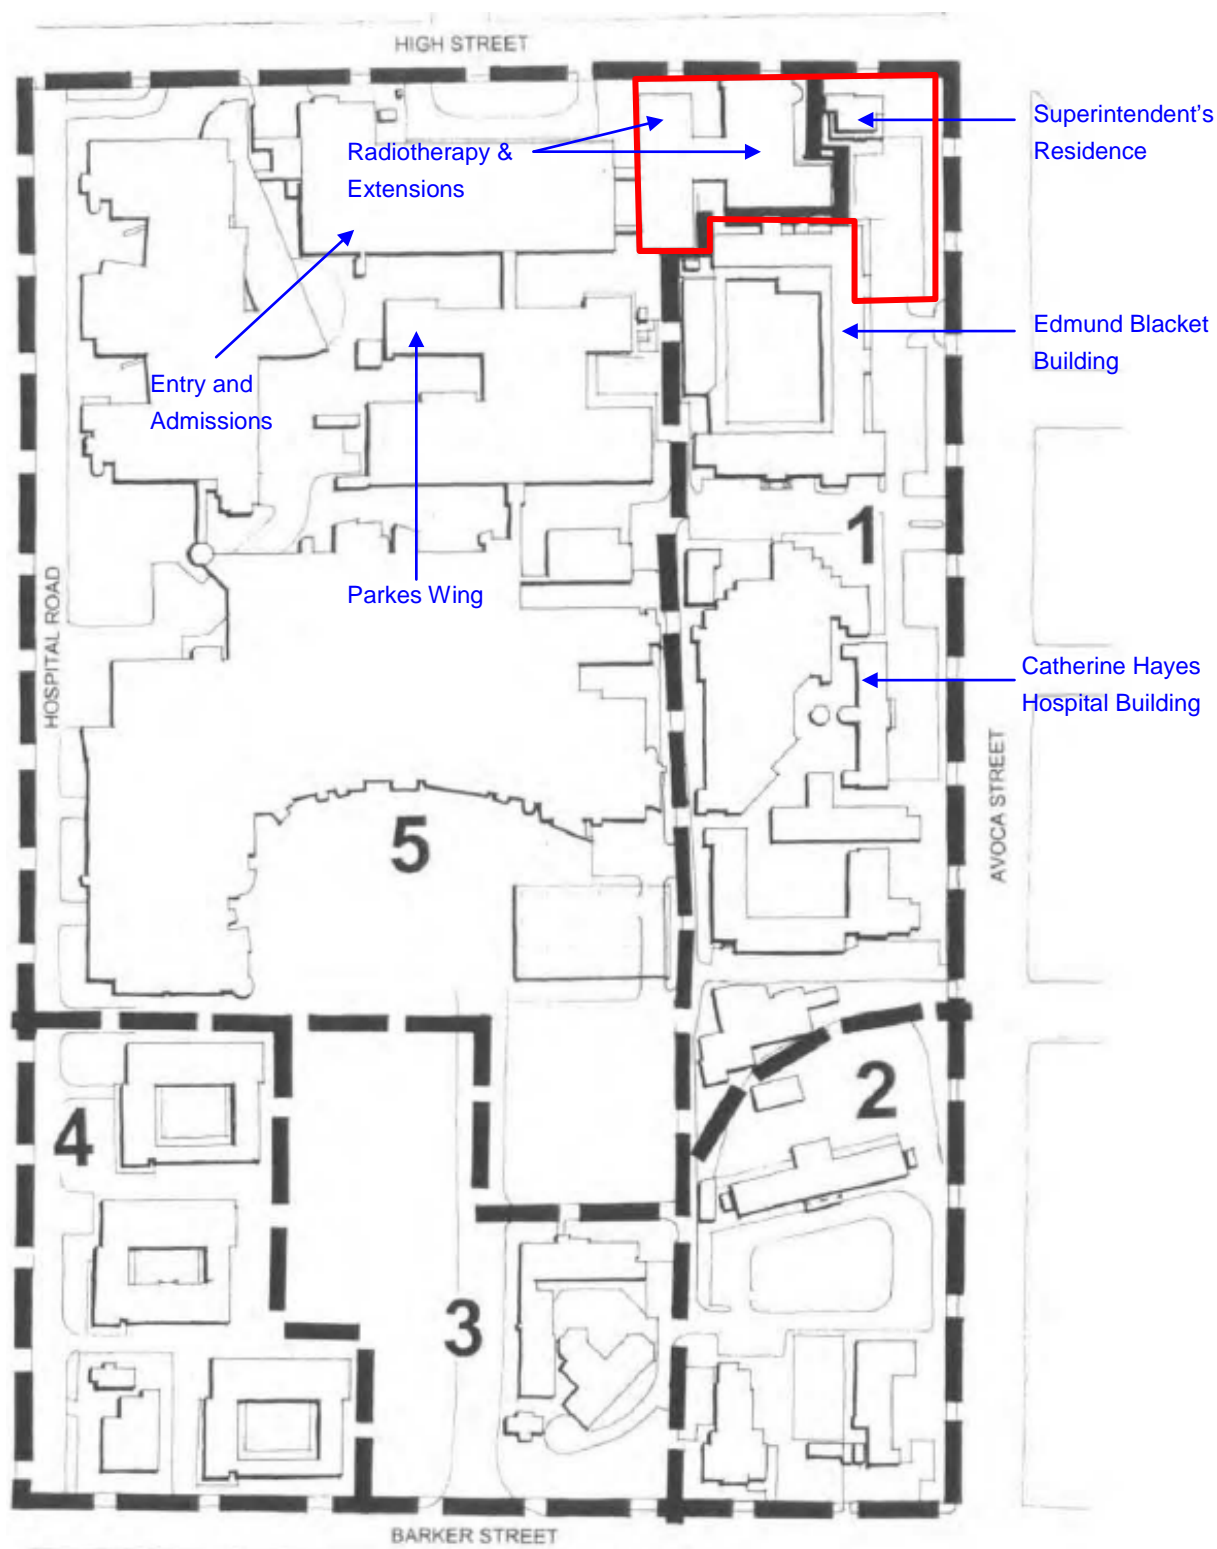 HIGH STREET
Superintendent's
Residence
Radiotherapy &
Extensions
Edmund Blacket
Building
Entry and
Admissions
1
HOSPITAL ROAD
Parkes Wing
Catherine Hayes
Hospital Building
AVOCA STREET
5
2
4
3
BARKER STREET